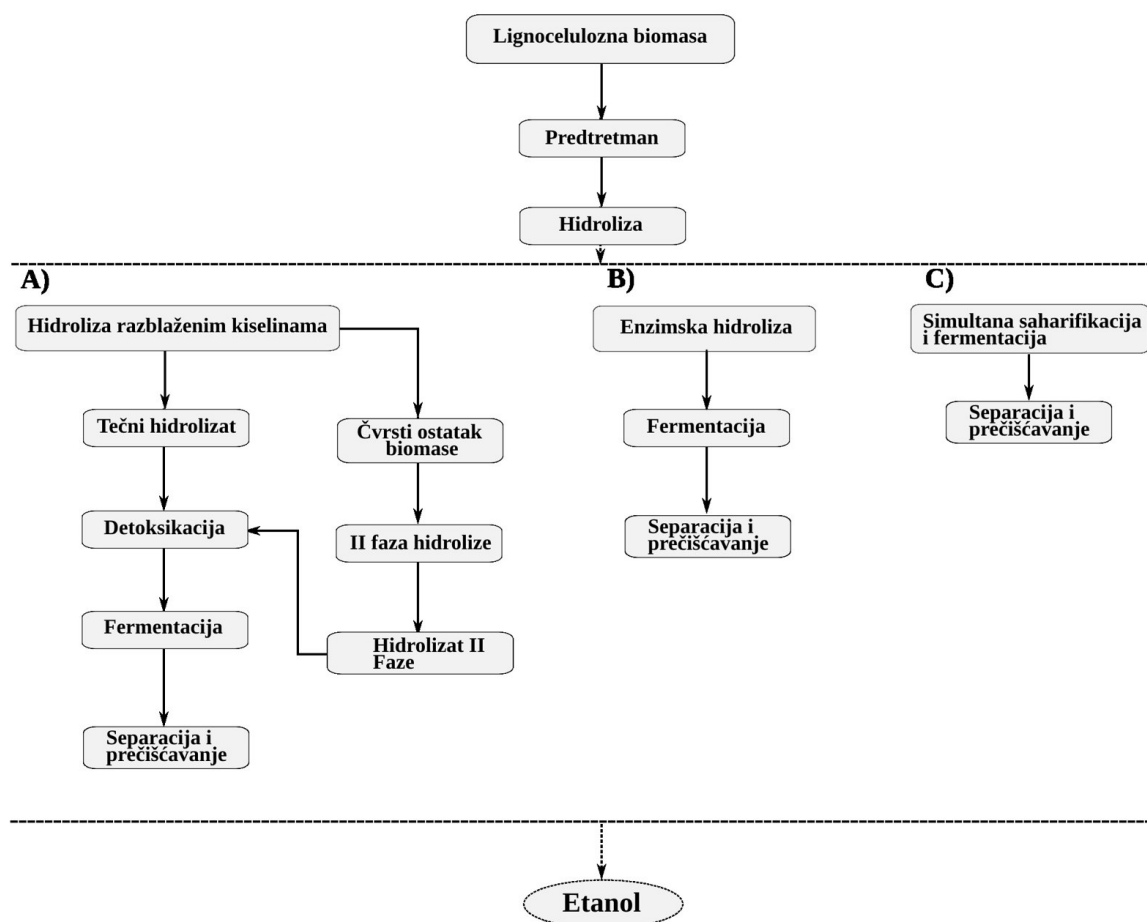 Lignocelulozna biomasa
Predtretman
Hidroliza
A)
Hidroliza razblaženim kiselinama
Tečni hidrolizat
Čvrsti ostatak
biomase
Detoksikacija
II faza hidrolize
Fermentacija
Hidrolizat II
Faze
Separacija i
prečišćavanje
B)
Enzimska hidroliza
Fermentacija
Separacija i
prečišćavanje
C)
Simultana saharifikacija
i fermentacija
Separacija i
prečišćavanje
Etanol